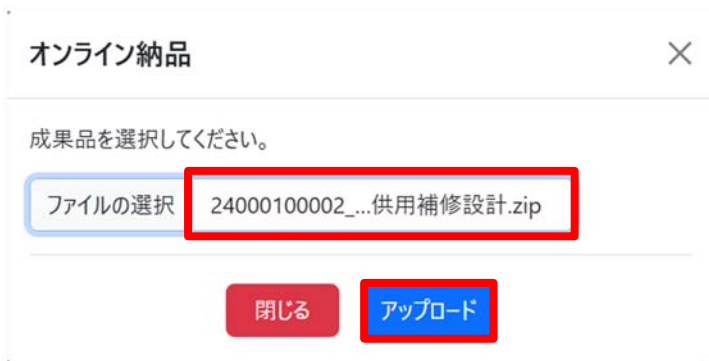 オンライン納品
成果品を選択してください。
ファイルの選択 24000100002_...供用補修設計.zip
閉じる アップロード